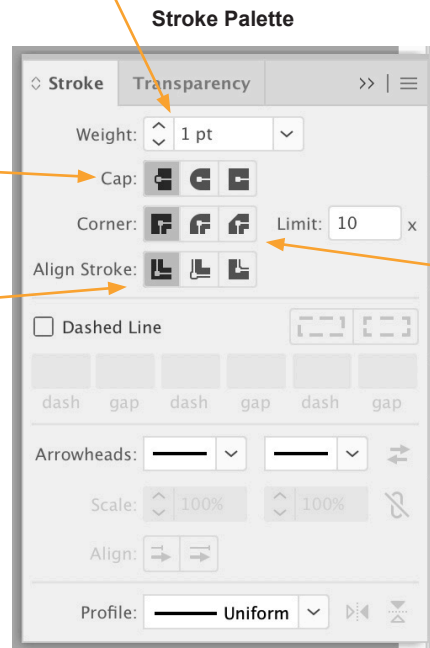 Stroke Palette
Stroke Transparency
Weight: 1 pt
Cap:
Corner: Limit: 10 x
Align Stroke:
Dashed Line
dash gap dash gap dash gap
Arrowheads:
Scale: 100% 100%
Align:
Profile: Uniform